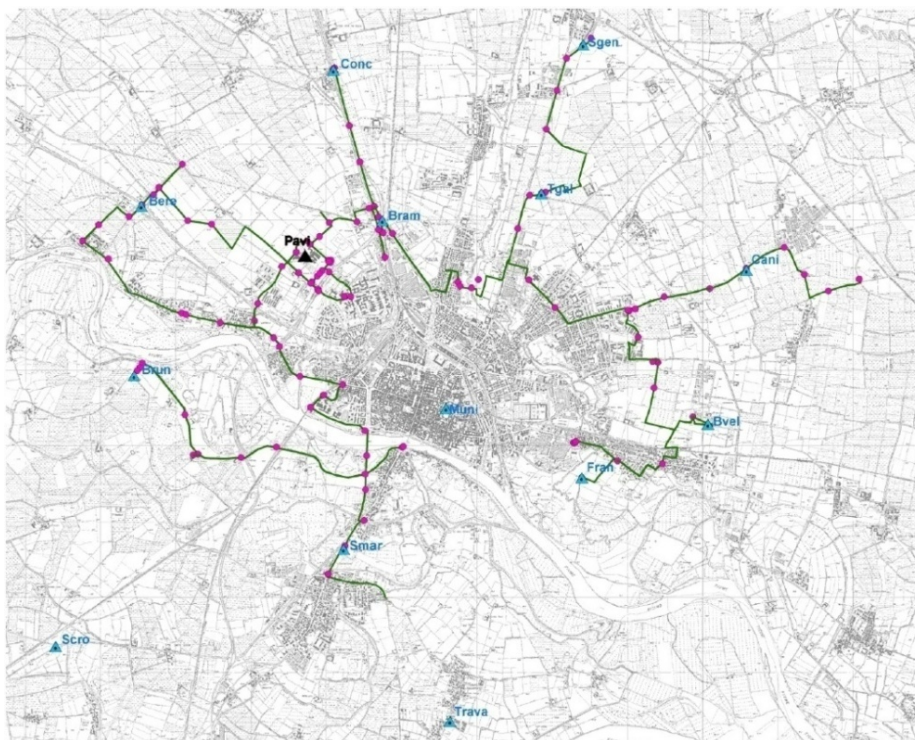 Sgen
Conc
Tgal
Bere
Bram
Pavi
Cani
Brun
Muni
Bvel
Fran
Smar
Scro
Trava